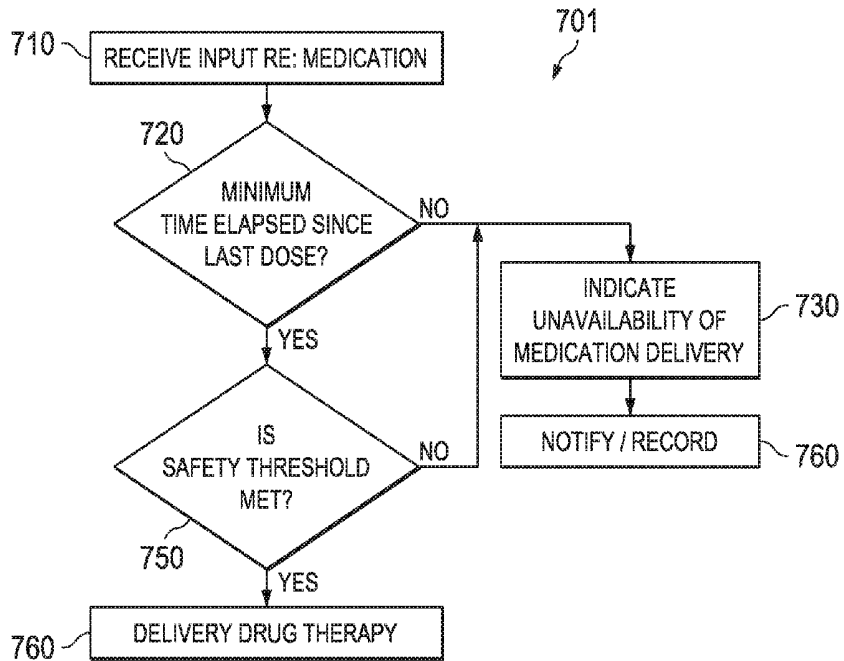 701
710
RECEIVE INPUT RE: MEDICATION
720
MINIMUM
TIME ELAPSED SINCE
LAST DOSE?
NO
YES
INDICATE
UNAVAILABILITY OF
MEDICATION DELIVERY
730
NOTIFY / RECORD
760
IS
SAFETY THRESHOLD
MET?
NO
750
YES
760
DELIVERY DRUG THERAPY